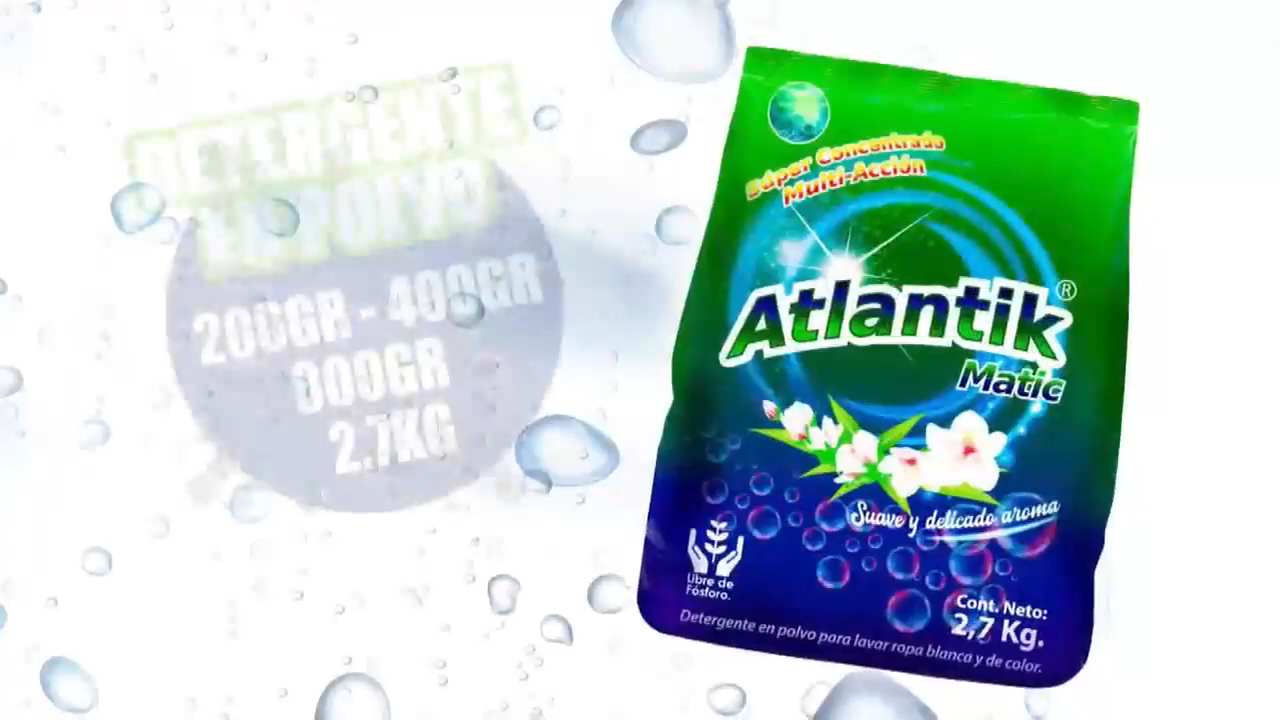 DETERGENTE
EN POLVO
200GR - 400GR
2.7KG
Súper Concentrado
Multi-Acción
Atlantik®
Matic
Suave y delicado aroma
Libre de
Fósforo.
Cont. Neto:
2,7 Kg.
Detergente en polvo para lavar ropa blanca y de color.